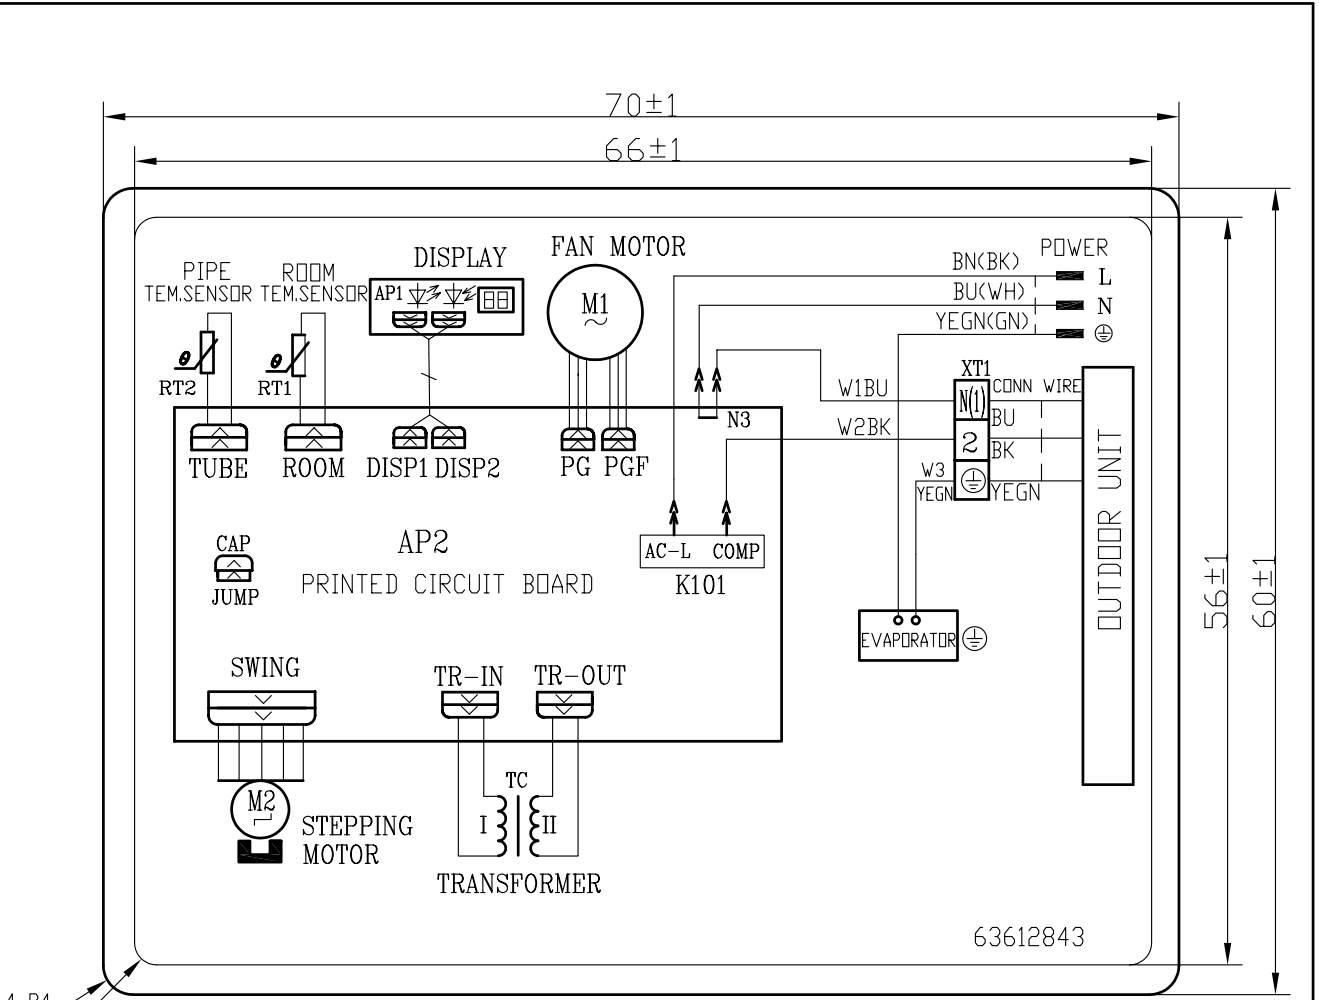 70±1
66±1
PIPE
TEM.SENSOR
ROOM
TEM.SENSOR
DISPLAY
AP1
88
FAN MOTOR
M1
~
POWER
BN(BK)
L
BU(WH)
N
YEGN(GN)
θ
RT2
θ
RT1
XT1
CONN WIRE
W1BU
N(1)
BU
N3
W2BK
2
BK
W3
YEGN
YEGN
TUBE
ROOM
DISP1
DISP2
PG
PGF
OUTDOOR UNIT
CAP
JUMP
AP2
PRINTED CIRCUIT BOARD
AC-L
COMP
K101
56±1
60±1
EVAPORATOR
SWING
TR-IN
TR-OUT
M2
STEPPING
MOTOR
TC
I
II
TRANSFORMER
63612843